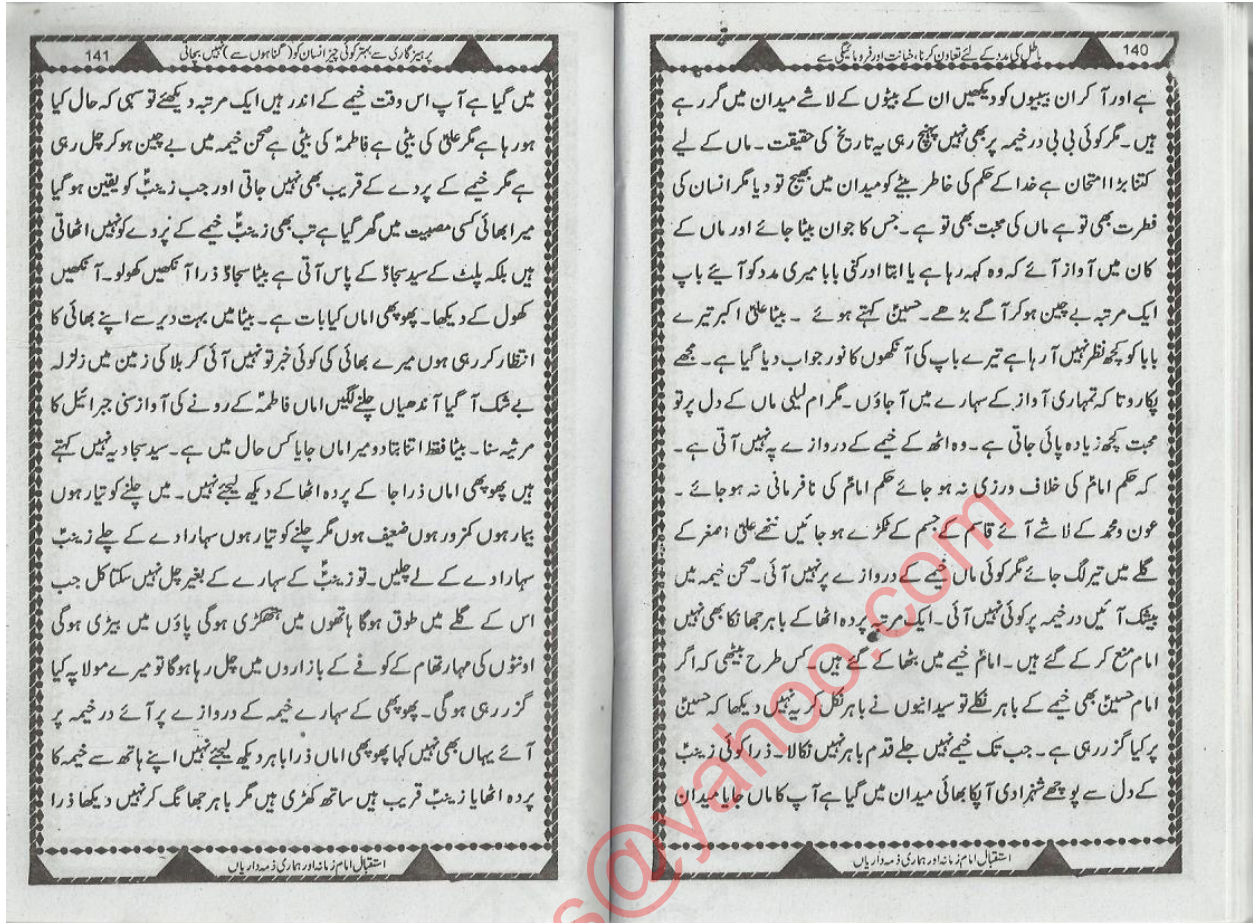 140
باطل کی مدد کے لئے تعاون کرنا، خیانت اور فرومائیگی ہے
ہے اور آ کر ان بیبیوں کو دیکھیں ان کے بیٹوں کے لاشے میدان میں گر رہے
ہیں۔ مگر کوئی بی بی در خیمہ پر بھی نہیں پہنچ رہی یہ تاریخ کی حقیقت۔ ماں کے لیے
کتنا بڑا امتحان ہے خدا کے حکم کی خاطر بیٹے کو میدان میں بھیج تو دیا مگر انسان کی
فطرت بھی تو ہے ماں کی محبت بھی تو ہے۔ جس کا جوان بیٹا جائے اور ماں کے
کان میں آواز آئے کہ وہ کہہ رہا ہے یا ابتا اور کنی بابا میری مدد کو آئیے باپ
ایک مرتبہ بے چین ہو کر آگے بڑھے۔ حسینؑ کہتے ہوئے ۔ بیٹا علیؑ اکبر تیرے
بابا کو کچھ نظر نہیں آ رہا ہے تیرے باپ کی آنکھوں کا نور جواب دیا گیا ہے۔ مجھے
پکارو تا کہ تمہاری آواز کے سہارے میں آ جاؤں۔ مگر ام لیلی ماں کے دل پر تو
محبت کچھ زیادہ پائی جاتی ہے۔ وہ اٹھ کے خیمے کے دروازے پہ نہیں آتی ہے۔
کہ حکم امامؑ کی خلاف ورزی نہ ہو جائے حکم امامؑ کی نافرمانی نہ ہو جائے ۔
عون و محمد کے لاشے آئے قاسم کے جسم کے ٹکڑے ہو جائیں ننھے علیؑ اصغر کے
گلے میں تیر لگ جائے مگر کوئی ماں خیمے کے دروازے پر نہیں آئی۔ صحن خیمہ میں
بیشک آئیں در خیمہ پر کوئی نہیں آئی۔ ایک مرتبہ پردہ اٹھا کے باہر جھانکا بھی نہیں
امام منع کر کے گئے ہیں۔ امامؑ خیمے میں بٹھا کے گئے ہیں۔ کس طرح بیٹھی کہ اگر
امام حسینؑ بھی خیمے کے باہر نکلے تو سیدانیوں نے باہر نکل کر یہ نہیں دیکھا کہ حسینؑ
پر کیا گزر رہی ہے۔ جب تک خیمے نہیں جلے قدم باہر نہیں نکالا۔ ذرا کوئی زینبؑ
کے دل سے پوچھے شہزادی آپکا بھائی میدان میں گیا ہے آپ کا ماں جایا میدان
استقبال امام زمانہ اور ہماری ذمہ داریاں
141
پرہیزگاری سے بہتر کوئی چیز انسان کو (گناہوں سے) نہیں بچاتی
میں گیا ہے آپ اس وقت خیمے کے اندر ہیں ایک مرتبہ دیکھئے تو سہی کہ حال کیا
ہو رہا ہے مگر علیؑ کی بیٹی ہے فاطمہؑ کی بیٹی ہے صحن خیمہ میں بے چین ہو کر چل رہی
ہے مگر خیمے کے پردے کے قریب بھی نہیں جاتی اور جب زینبؑ کو یقین ہو گیا
میرا بھائی کسی مصیبت میں گھر گیا ہے تب بھی زینبؑ خیمے کے پردے کو نہیں اٹھاتی
ہیں بلکہ پلٹ کے سید سجادؑ کے پاس آتی ہے بیٹا سجادؑ ذرا آنکھیں کھولو۔ آنکھیں
کھول کے دیکھا۔ پھوپھی اماں کیا بات ہے۔ بیٹا میں بہت دیر سے اپنے بھائی کا
انتظار کر رہی ہوں میرے بھائی کی کوئی خبر تو نہیں آئی کربلا کی زمین میں زلزلہ
بے شک آ گیا آندھیاں چلنے لگیں اماں فاطمہؑ کے رونے کی آواز سنی جبرائیل کا
مرثیہ سنا۔ بیٹا فقط اتنا بتا دو میرا ماں جایا کس حال میں ہے۔ سید سجاد یہ نہیں کہتے
ہیں پھوپھی اماں ذرا جا کے پردہ اٹھا کے دیکھ لیجئے نہیں۔ میں چلنے کو تیار ہوں
بیمار ہوں کمزور ہوں ضعیف ہوں مگر چلنے کو تیار ہوں سہارا دے کے چلے زینبؑ
سہارا دے کے لے چلیں۔ تو زینبؑ کے سہارے کے بغیر چل نہیں سکتا کل جب
اس کے گلے میں طوق ہوگا ہاتھوں میں ہتھکڑی ہوگی پاؤں میں بیڑی ہوگی
اونٹوں کی مہار تھام کے کوفے کے بازاروں میں چل رہا ہوگا تو میرے مولا پہ کیا
گزر رہی ہوگی۔ پھوپھی کے سہارے خیمہ کے دروازے پر آئے در خیمہ پر
آئے یہاں بھی نہیں کہا پھوپھی اماں ذرا باہر دیکھ لیجئے نہیں اپنے ہاتھ سے خیمہ کا
پردہ اٹھایا زینبؑ قریب ہیں ساتھ کھڑی ہیں مگر باہر جھانگ کر نہیں دیکھا ذرا
استقبال امام زمانہ اور ہماری ذمہ داریاں
s@yahoo.com